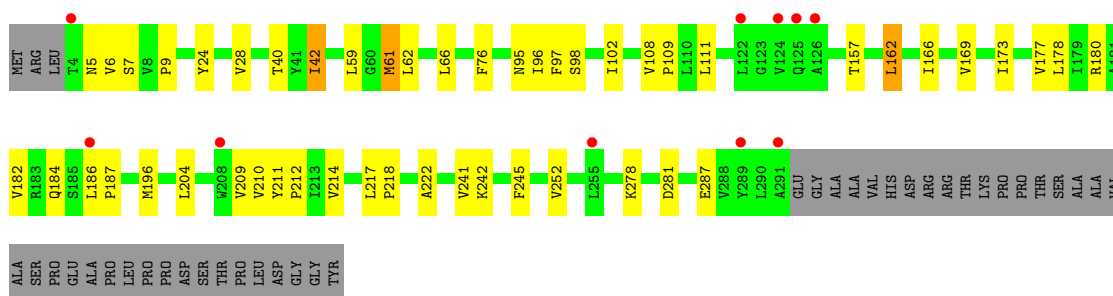 MET ARG LEU T4 N5 V6 S7 V8 P9 Y24 V28 T40 Y41 I42 L59 G60 M61 L62 L66 F76 N95 I96 F97 S98 I102 V108 P109 L110 L111 L122 G123 V124 Q125 A126 T157 L162 I166 V169 I173 V177 L178 I179 R180
V182 R183 Q184 S185 L186 P187 M196 L204 W208 V209 V210 Y211 P212 I213 V214 L217 P218 A222 V241 K242 F245 V252 L255 K278 D281 E287 V288 Y289 L290 A291 GLU GLY ALA ALA VAL HIS ASP ARG ARG THR LYS PRO PRO THR SER ALA ALA
ALA SER PRO GLU ALA PRO LEU PRO PRO ASP SER THR PRO LEU ASP GLY GLY TYR